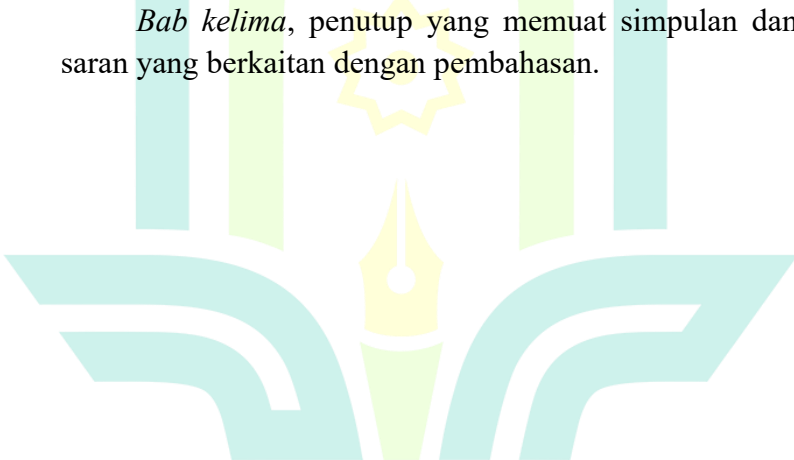 Bab kelima, penutup yang memuat simpulan dan
saran yang berkaitan dengan pembahasan.